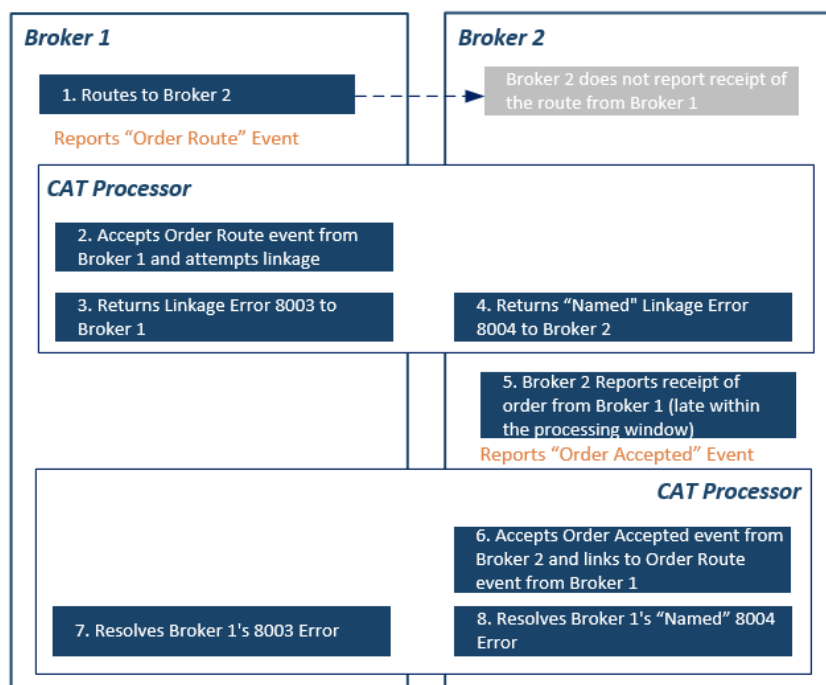 Broker 1
Broker 2
1. Routes to Broker 2
Broker 2 does not report receipt of
the route from Broker 1
Reports “Order Route” Event
CAT Processor
2. Accepts Order Route event from
Broker 1 and attempts linkage
3. Returns Linkage Error 8003 to
Broker 1
4. Returns “Named" Linkage Error
8004 to Broker 2
5. Broker 2 Reports receipt of
order from Broker 1 (late within
the processing window)
Reports “Order Accepted” Event
CAT Processor
6. Accepts Order Accepted event from
Broker 2 and links to Order Route
event from Broker 1
7. Resolves Broker 1's 8003 Error
8. Resolves Broker 1's “Named” 8004
Error